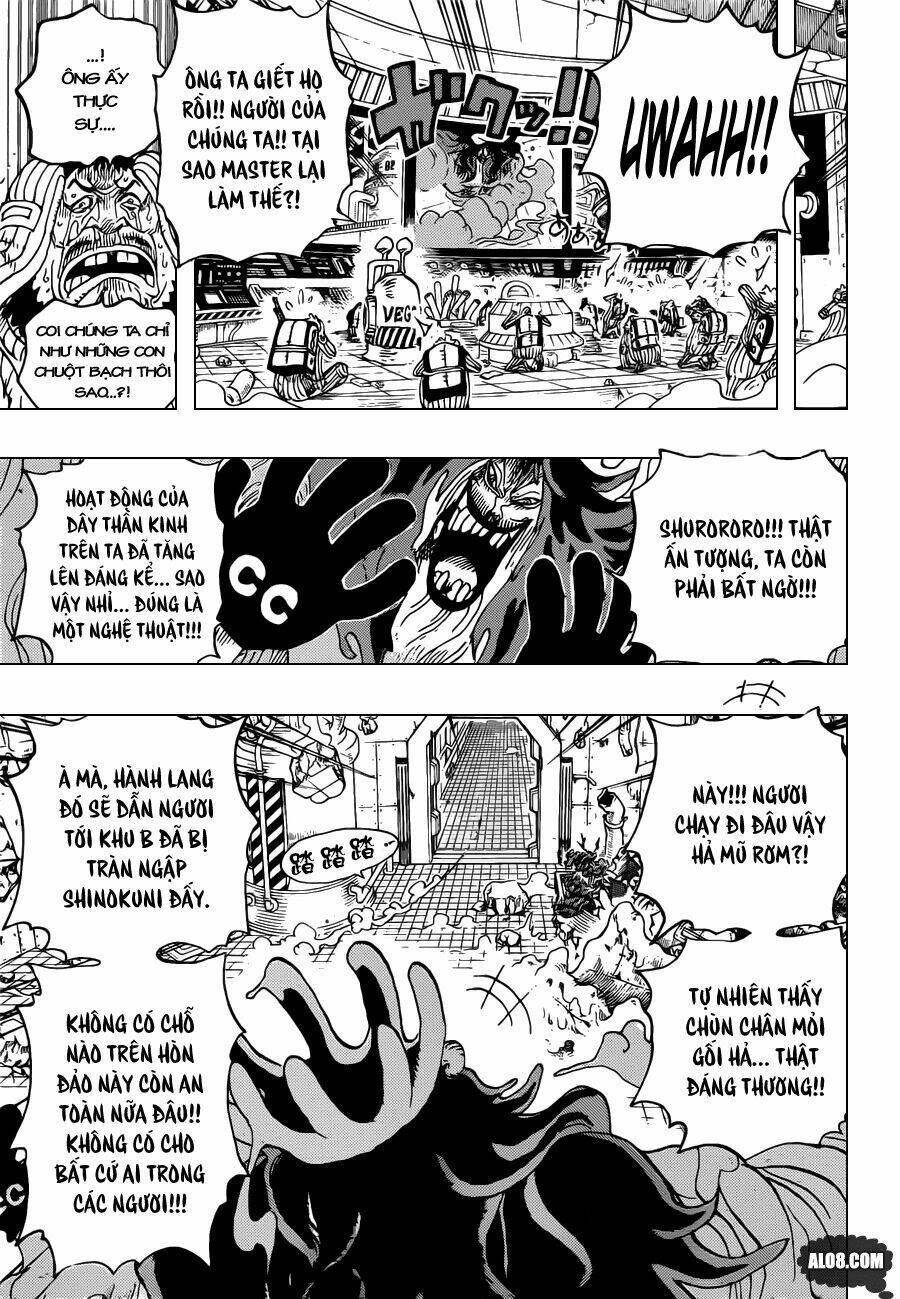 UWAHH!!
ガクッ!!
ÔNG TA GIẾT HỌ
RỒI!! NGƯỜI CỦA
CHÚNG TA!! TẠI
SAO MASTER LẠI
LÀM THẾ?!
VEG
...!
ÔNG ẤY
THỰC
SỰ....
COI CHÚNG TA CHỈ
NHƯ NHỮNG CON
CHUỘT BẠCH THÔI
SAO..?!
SHURORORO!!! THẬT
ẤN TƯỢNG, TA CÒN
PHẢI BẤT NGỜ!!!
CC
HOẠT ĐỘNG CỦA
DÂY THẦN KINH
TRÊN TA ĐÃ TĂNG
LÊN ĐÁNG KỂ... SAO
VẬY NHỈ... ĐÚNG LÀ
MỘT NGHỆ THUẬT!!!
NÀY!!! NGƯƠI
CHẠY ĐI ĐÂU VẬY
HẢ MŨ RƠM?!
TỰ NHIÊN THẤY
CHÙN CHÂN MỎI
GỐI HẢ... THẬT
ĐÁNG THƯƠNG!!
踏踏踏
À MÀ, HÀNH LANG
ĐÓ SẼ DẪN NGƯƠI
TỚI KHU B ĐÃ BỊ
TRÀN NGẬP
SHINOKUNI ĐẤY.
KHÔNG CÓ CHỖ
NÀO TRÊN HÒN
ĐẢO NÀY CÒN AN
TOÀN NỮA ĐÂU!!
KHÔNG CÓ CHO
BẤT CỨ AI TRONG
CÁC NGƯƠI!!!
ALO8.COM